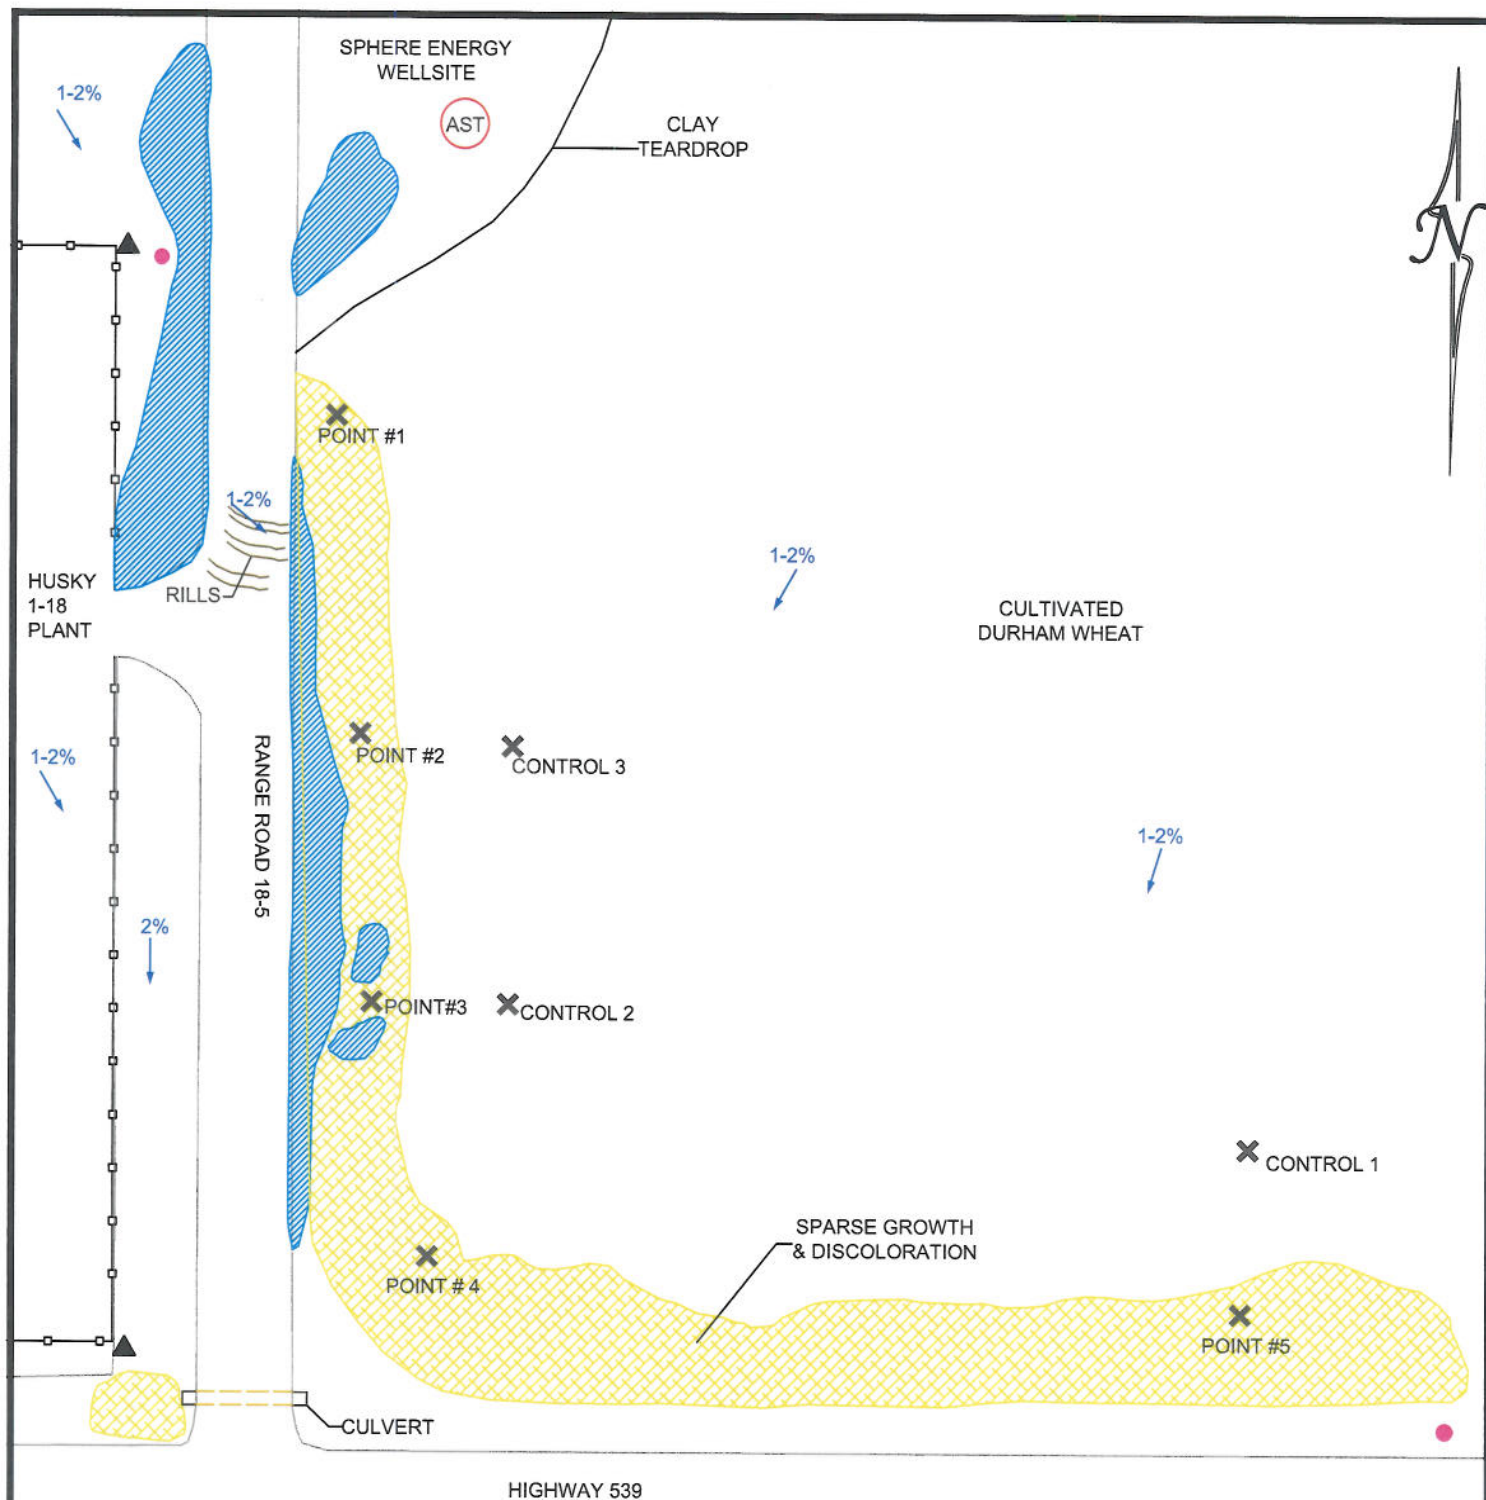 SPHERE ENERGY
WELLSITE
1-2%
AST
CLAY
TEARDROP
N
POINT #1
1-2%
RILLS
HUSKY
1-18
PLANT
1-2%
CULTIVATED
DURHAM WHEAT
1-2%
RANGE ROAD 18-5
POINT #2
CONTROL 3
1-2%
2%
POINT#3
CONTROL 2
CONTROL 1
SPARSE GROWTH
& DISCOLORATION
POINT # 4
POINT #5
CULVERT
HIGHWAY 539